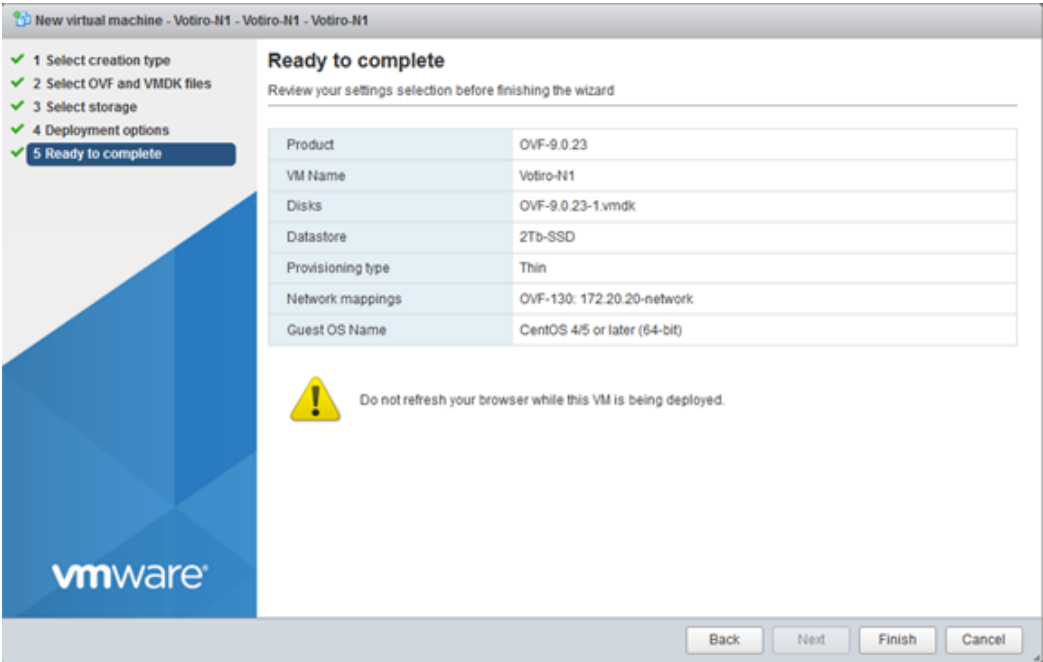 New virtual machine - Votiro-N1 - Votiro-N1 - Votiro-N1
1 Select creation type
2 Select OVF and VMDK files
3 Select storage
4 Deployment options
5 Ready to complete
Ready to complete
Review your settings selection before finishing the wizard
Product OVF-9.0.23
VM Name Votiro-N1
Disks OVF-9.0.23-1.vmdk
Datastore 2Tb-SSD
Provisioning type Thin
Network mappings OVF-130: 172.20.20-network
Guest OS Name CentOS 4/5 or later (64-bit)
Do not refresh your browser while this VM is being deployed.
vmware®
Back Next Finish Cancel